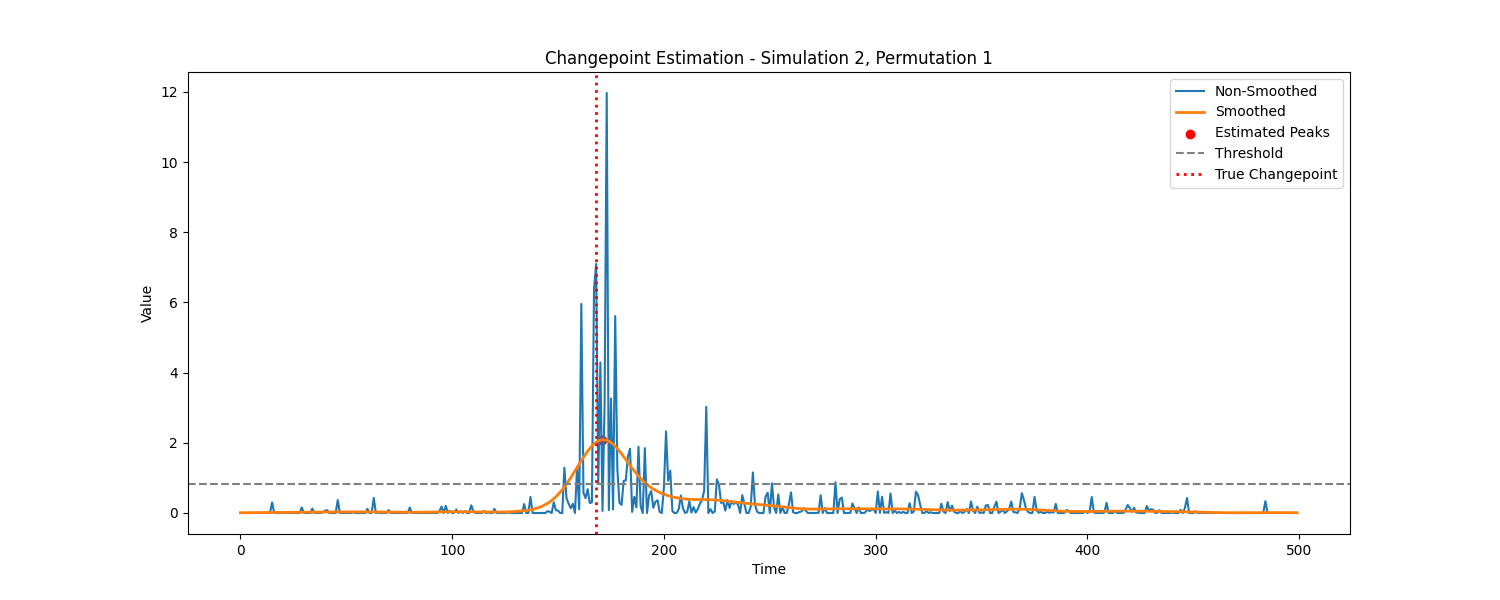 Changepoint Estimation - Simulation 2, Permutation 1
12
10
8
6
4
2
0
Value
0 100 200 300 400 500
Time
Non-Smoothed
Smoothed
Estimated Peaks
Threshold
True Changepoint